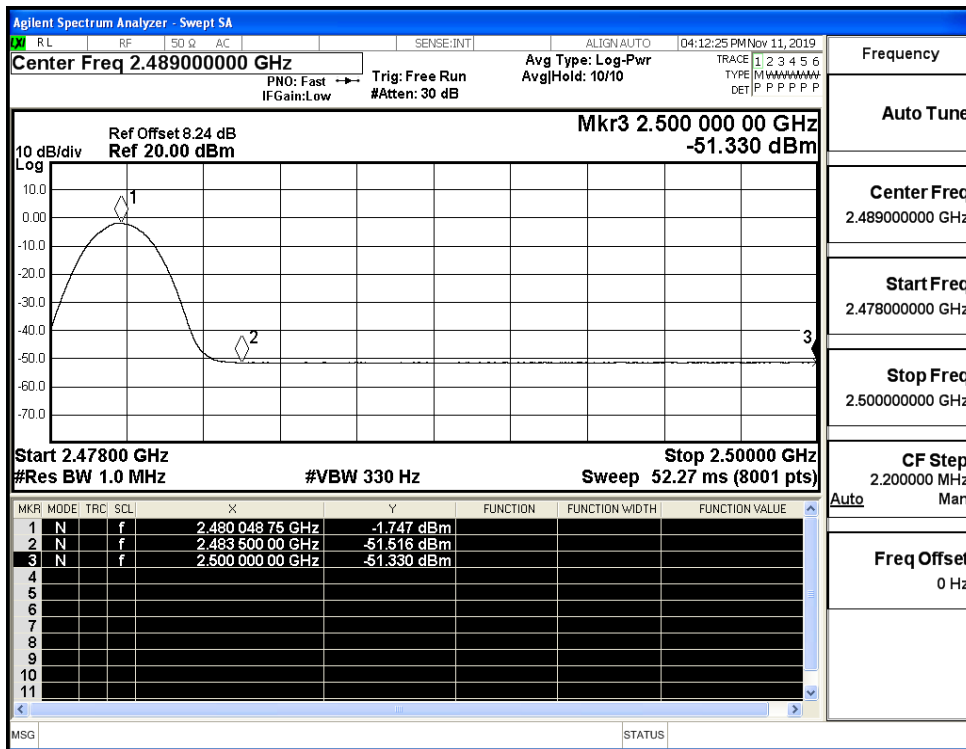 Agilent Spectrum Analyzer - Swept SA
LXI RL RF 50 Ω AC SENSE:INT ALIGN AUTO 04:12:25 PM Nov 11, 2019
Center Freq 2.489000000 GHz
PNO: Fast
IFGain:Low
Trig: Free Run
#Atten: 30 dB
Avg Type: Log-Pwr
Avg|Hold: 10/10
TRACE 1 2 3 4 5 6
TYPE M WWWWW
DET P P P P P P
Ref Offset 8.24 dB
10 dB/div Ref 20.00 dBm
Log
Mkr3 2.500 000 00 GHz
-51.330 dBm
10.0
0.00
-10.0
-20.0
-30.0
-40.0
-50.0
-60.0
-70.0
1
2
3
Start 2.47800 GHz Stop 2.50000 GHz
#Res BW 1.0 MHz #VBW 330 Hz Sweep 52.27 ms (8001 pts)
MKR MODE TRC SCL X Y FUNCTION FUNCTION WIDTH FUNCTION VALUE
1 N f 2.480 048 75 GHz -1.747 dBm
2 N f 2.483 500 00 GHz -51.516 dBm
3 N f 2.500 000 00 GHz -51.330 dBm
4
5
6
7
8
9
10
11
MSG STATUS
Frequency
Auto Tune
Center Freq
2.489000000 GHz
Start Freq
2.478000000 GHz
Stop Freq
2.500000000 GHz
CF Step
2.200000 MHz
Auto Man
Freq Offset
0 Hz